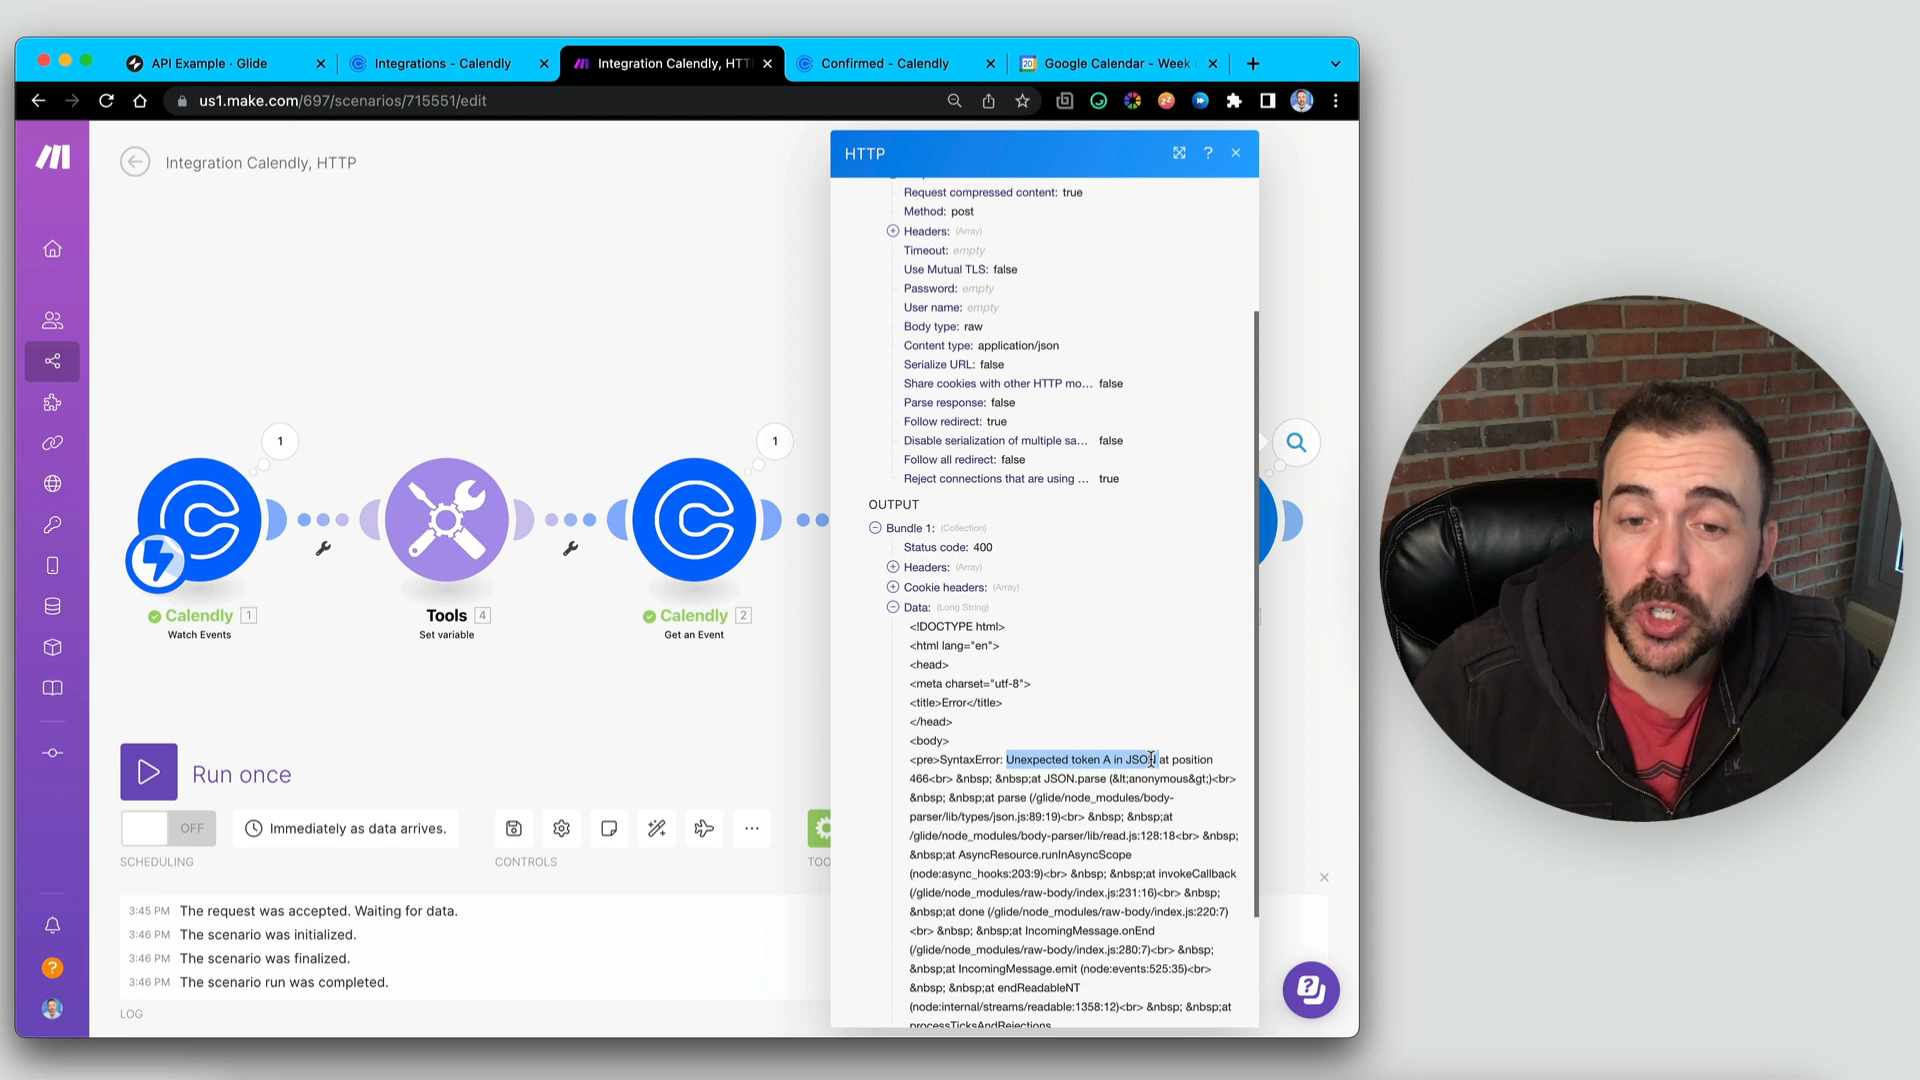 API Example - Glide
Integrations - Calendly
Integration Calendly, HTT
Confirmed - Calendly
20
Google Calendar - Week
us1.make.com/697/scenarios/715551/edit
Integration Calendly, HTTP
HTTP
?
Request compressed content: true
Method: post
Headers: (Array)
Timeout: empty
Use Mutual TLS: false
Password: empty
User name: empty
Body type: raw
Content type: application/json
Serialize URL: false
Share cookies with other HTTP mo... false
Parse response: false
Follow redirect: true
Disable serialization of multiple sa... false
Follow all redirect: false
Reject connections that are using ... true
OUTPUT
Bundle 1: (Collection)
Status code: 400
Headers: (Array)
Cookie headers: (Array)
Data: (Long String)
<!DOCTYPE html>
<html lang="en">
<head>
<meta charset="utf-8">
<title>Error</title>
</head>
<body>
<pre>SyntaxError: Unexpected token A in JSON at position
466<br> &nbsp; &nbsp;at JSON.parse (&lt;anonymous&gt;)<br>
&nbsp; &nbsp;at parse (/glide/node_modules/body-
parser/lib/types/json.js:89:19)<br> &nbsp; &nbsp;at
/glide/node_modules/body-parser/lib/read.js:128:18<br> &nbsp;
&nbsp;at AsyncResource.runInAsyncScope
(node:async_hooks:203:9)<br> &nbsp; &nbsp;at invokeCallback
(/glide/node_modules/raw-body/index.js:231:16)<br> &nbsp;
&nbsp;at done (/glide/node_modules/raw-body/index.js:220:7)
<br> &nbsp; &nbsp;at IncomingMessage.onEnd
(/glide/node_modules/raw-body/index.js:280:7)<br> &nbsp;
&nbsp;at IncomingMessage.emit (node:events:525:35)<br>
&nbsp; &nbsp;at endReadableNT
(node:internal/streams/readable:1358:12)<br> &nbsp; &nbsp;at
processTicksAndRejections
1
1
Calendly 1
Watch Events
Tools 4
Set variable
Calendly 2
Get an Event
Run once
OFF
Immediately as data arrives.
SCHEDULING
CONTROLS
TOO
3:45 PM The request was accepted. Waiting for data.
3:46 PM The scenario was initialized.
3:46 PM The scenario was finalized.
3:46 PM The scenario run was completed.
LOG
?
?